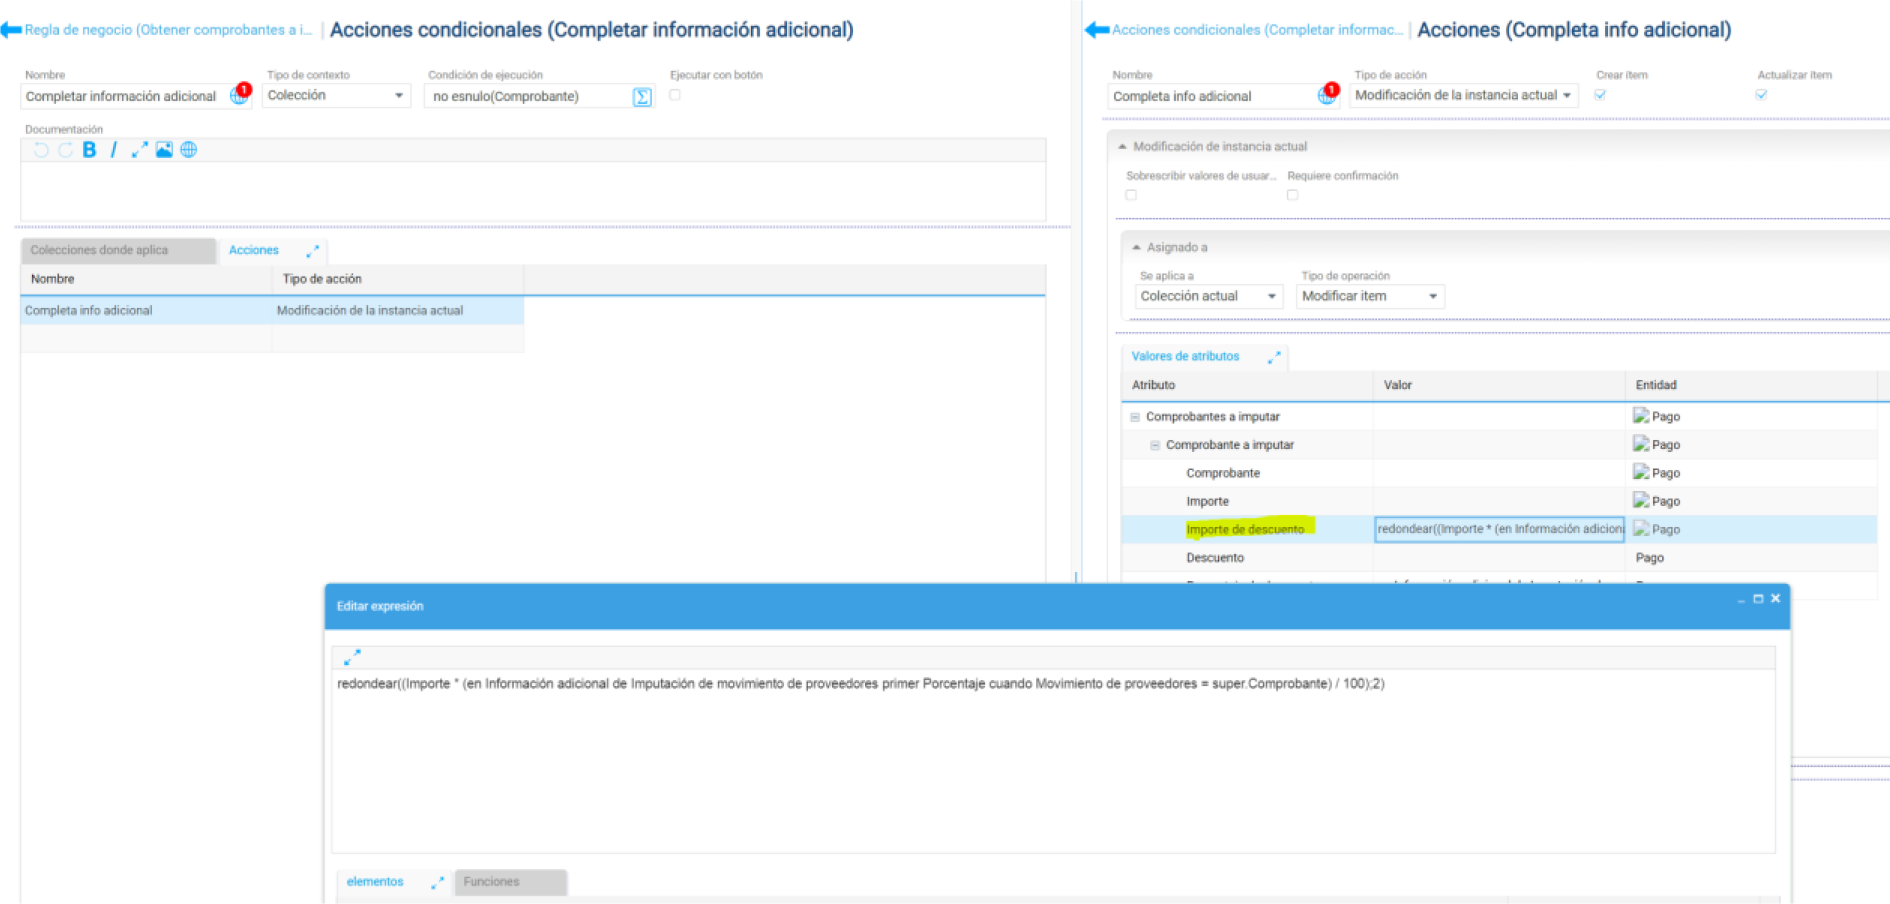 Regla de negocio (Obtener comprobantes a i... | Acciones condicionales (Completar información adicional)
Nombre
Tipo de contexto
Condición de ejecución
Ejecutar con botón
Completar información adicional
1
Colección
no esnulo(Comprobante)
Documentación
B I
Colecciones donde aplica
Acciones
Nombre
Tipo de acción
Completa info adicional
Modificación de la instancia actual
Acciones condicionales (Completar informac... | Acciones (Completa info adicional)
Nombre
Tipo de acción
Crear ítem
Actualizar ítem
Completa info adicional
1
Modificación de la instancia actual
Modificación de instancia actual
Sobrescribir valores de usuar...
Requiere confirmación
Asignado a
Se aplica a
Tipo de operación
Colección actual
Modificar item
Valores de atributos
Atributo
Valor
Entidad
Comprobantes a imputar
Pago
Comprobante a imputar
Pago
Comprobante
Pago
Importe
Pago
Importe de descuento
redondear((Importe * (en Información adicion
Pago
Descuento
Pago
Editar expresión
redondear((Importe * (en Información adicional de Imputación de movimiento de proveedores primer Porcentaje cuando Movimiento de proveedores = super.Comprobante) / 100);2)
elementos
Funciones